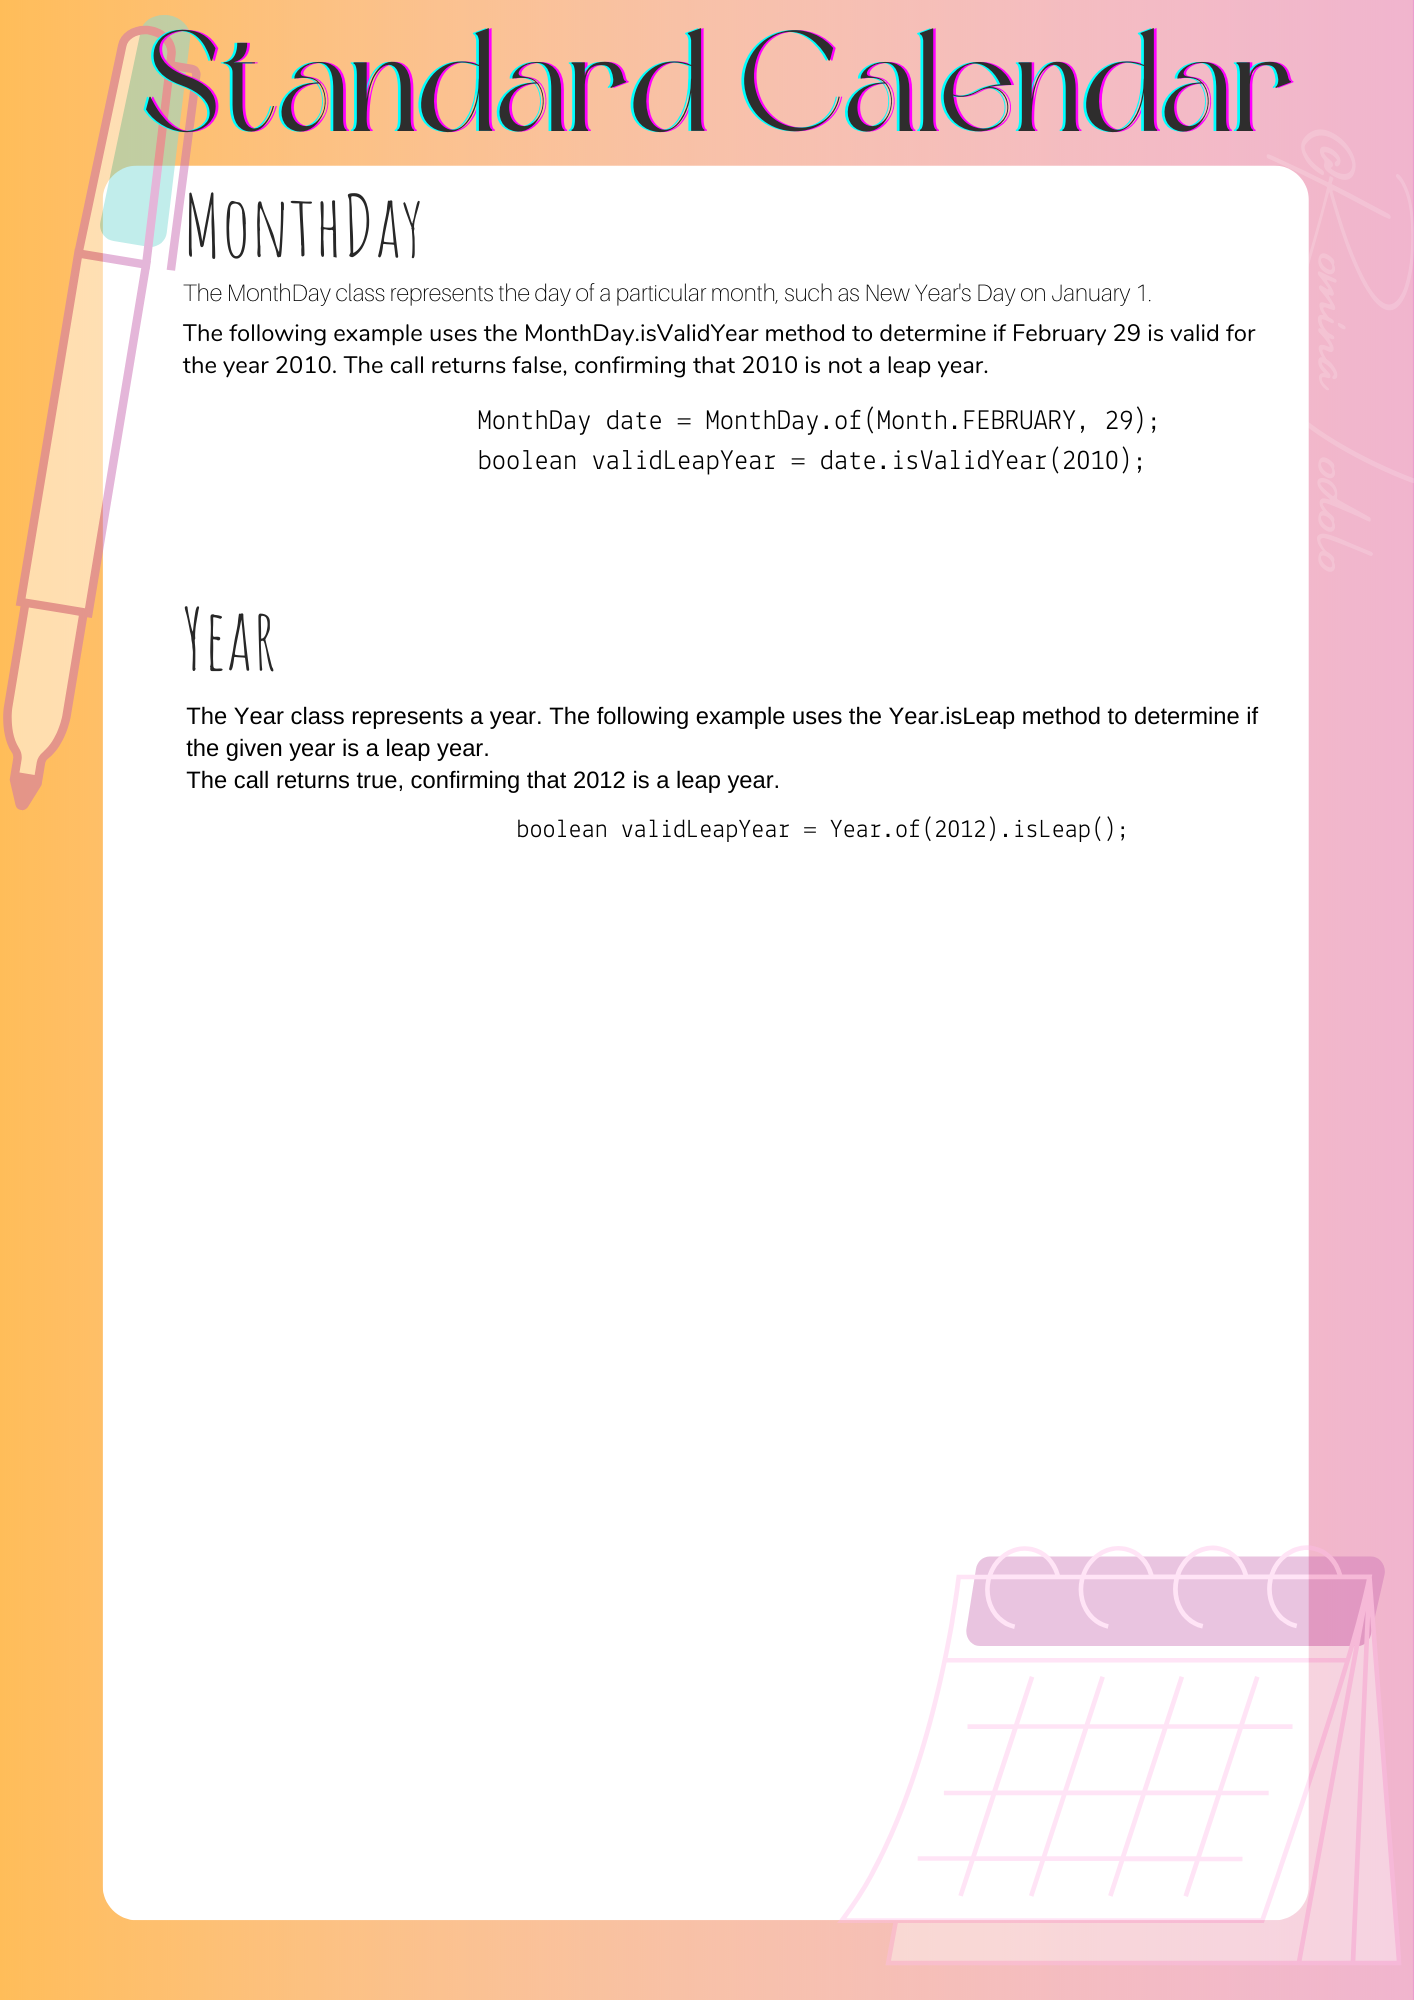 Standard Calendar
MonthDay
The MonthDay class represents the day of a particular month, such as New Year's Day on January 1.
The following example uses the MonthDay.isValidYear method to determine if February 29 is valid for
the year 2010. The call returns false, confirming that 2010 is not a leap year.
MonthDay date = MonthDay.of(Month.FEBRUARY, 29);
boolean validLeapYear = date.isValidYear(2010);
Year
The Year class represents a year. The following example uses the Year.isLeap method to determine if
the given year is a leap year.
The call returns true, confirming that 2012 is a leap year.
boolean validLeapYear = Year.of(2012).isLeap();
@Romina Iodolo